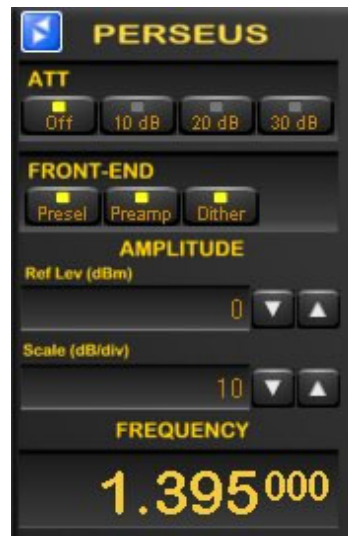 PERSEUS
ATT
Off 10 dB 20 dB 30 dB
FRONT-END
Presel Preamp Dither
AMPLITUDE
Ref Lev (dBm)
0
Scale (dB/div)
10
FREQUENCY
1.395000